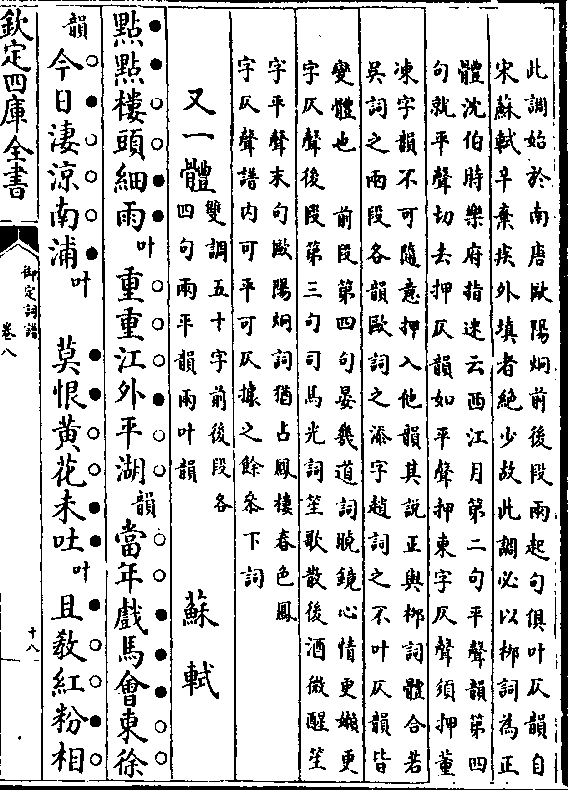 此調始於南唐歐陽炯前後段兩起句俱叶仄韻自
宋蘇軾辛棄疾外填者絶少故此調必以栁詞為正
體沈伯時樂府指迷云西江月第二句平聲韻第四
句就平聲切去押仄韻如平聲押東字仄聲須押董
凍字韻不可隨意押入他韻其説正與栁詞體合若
吳詞之兩段各韻歐詞之添字趙詞之不叶仄韻皆
變體也　前段第四句晏幾道詞晩鏡心情更嬾更
字仄聲後段第三句司馬光詞笙歌散後酒微醒笙
字平聲末句歐陽炯詞猶占鳳樓春色鳳
字仄聲譜内可平可仄據之餘叅下詞
又一體
雙調五十字前後段各
四句兩平韻兩叶韻
蘇軾
點點樓頭細雨叶 重重江外平湖韻 當年戲馬會東徐
韻 今日淒涼南浦叶 莫恨黄花未吐叶 且教紅粉相
欽定四庫全書
御定詞譜
卷八
十八